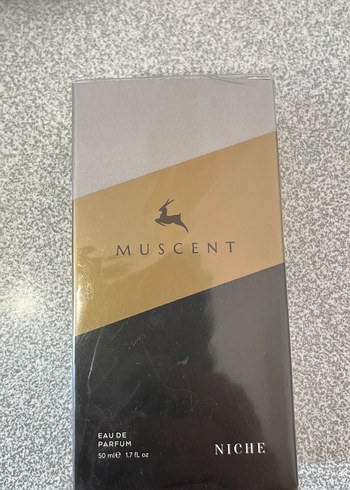 MUSCENT
EAU DE
PARFUM
50 ml℮ 1.7 fL oz
NICHE